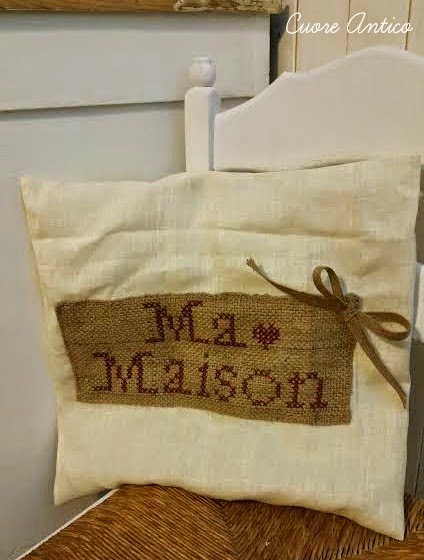 Cuore Antico
Ma ♥
Maison